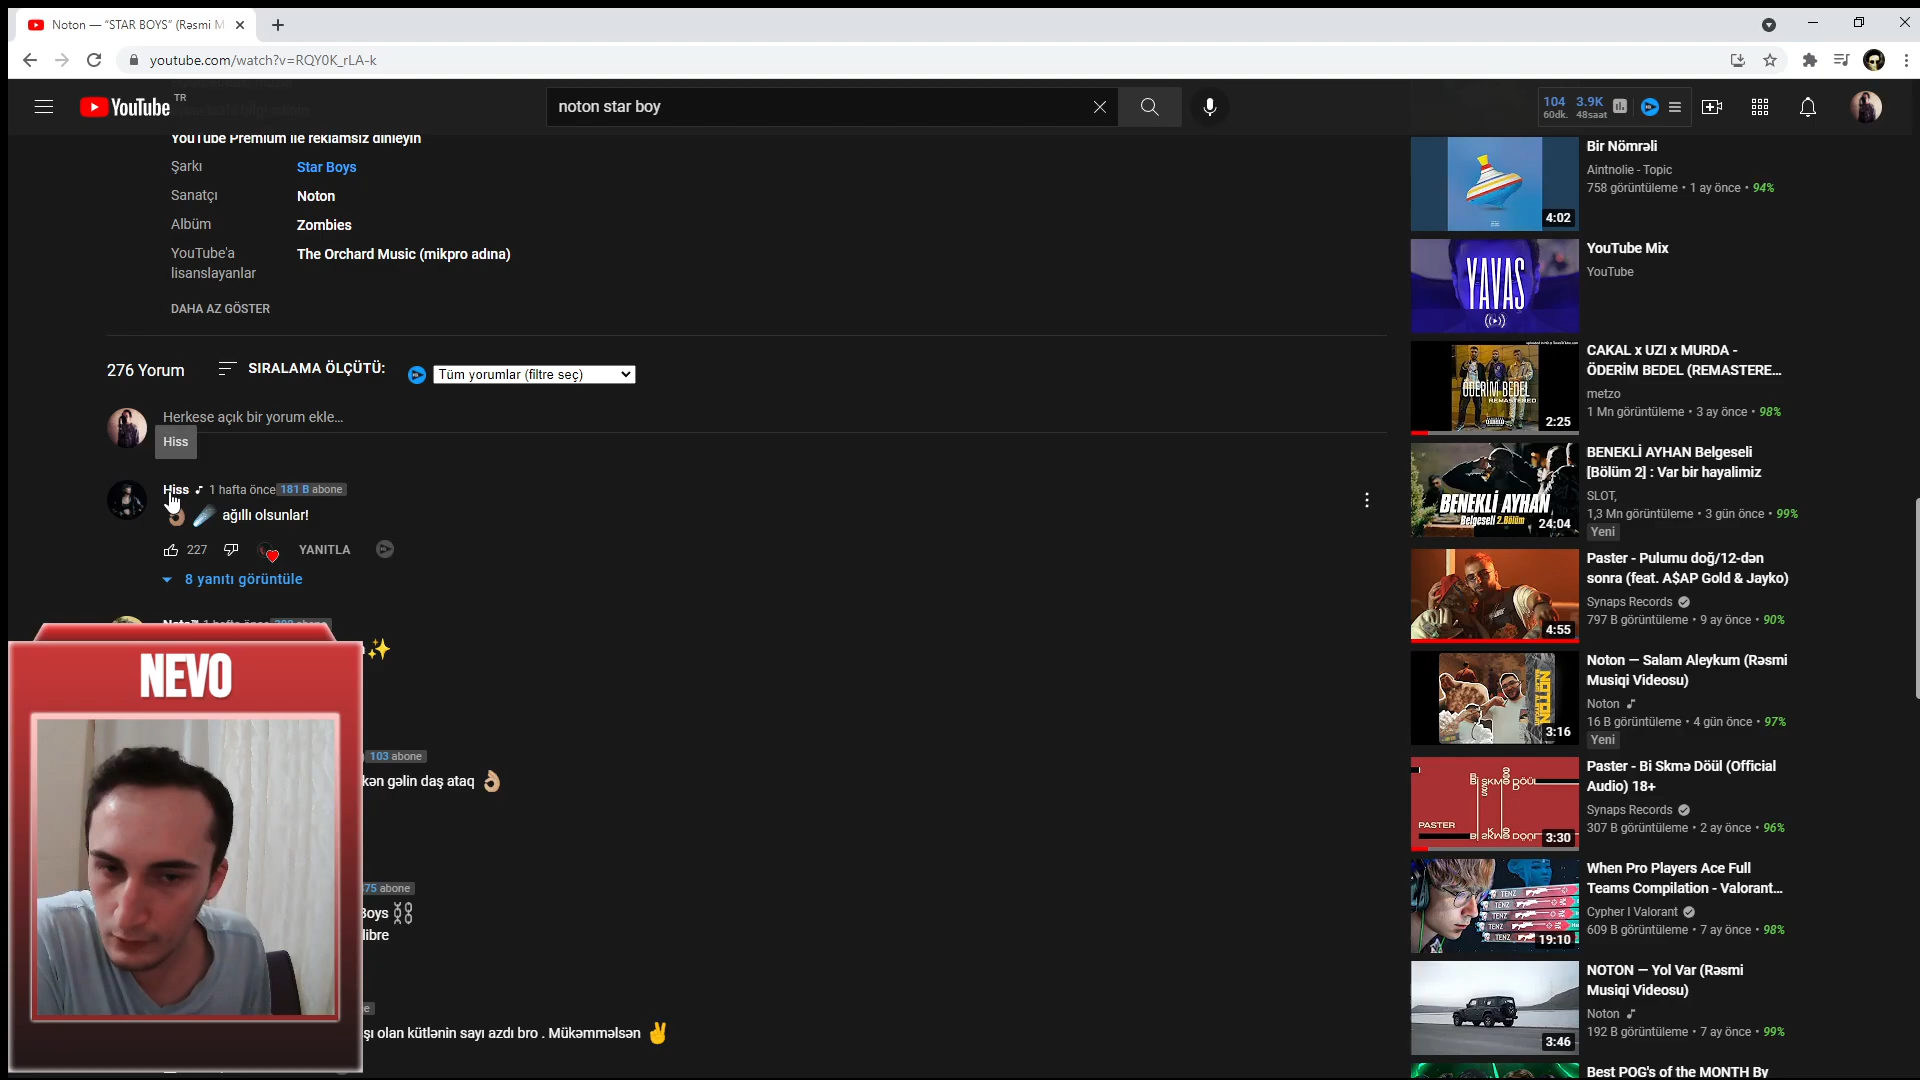 Noton — “STAR BOYS” (Rəsmi M
youtube.com/watch?v=RQY0K_rLA-k
YouTube
TR
noton star boy
104 3.9K
60dk. 48saat
YouTube Premium ile reklamsız dinleyin
Şarkı Star Boys
Sanatçı Noton
Albüm Zombies
YouTube'a
lisanslayanlar
The Orchard Music (mikpro adına)
DAHA AZ GÖSTER
276 Yorum SIRALAMA ÖLÇÜTÜ: Tüm yorumlar (filtre seç)
Herkese açık bir yorum ekle...
Hiss
Hiss 1 hafta önce 181 B abone
👌🏽 ☄️ ağıllı olsunlar!
227 YANITLA
8 yanıtı görüntüle
✨
103 abone
kən gəlin daş ataq 👌🏽
75 abone
Boys ⛓
libre
şı olan kütlənin sayı azdı bro . Mükəmməlsən ✌
NEVO
Bir Nömrəli
Aintnolie - Topic
758 görüntüleme • 1 ay önce • 94%
4:02
YAVAŞ
YouTube Mix
YouTube
ÖDERİM BEDEL
REMASTERED
2:25
CAKAL x UZI x MURDA -
ÖDERİM BEDEL (REMASTERE...
metzo
1 Mn görüntüleme • 3 ay önce • 98%
BENEKLİ AYHAN
Belgeseli 2.Bölüm
24:04
BENEKLİ AYHAN Belgeseli
[Bölüm 2] : Var bir hayalimiz
SLOT,
1,3 Mn görüntüleme • 3 gün önce • 99%
Yeni
4:55
Paster - Pulumu doğ/12-dən
sonra (feat. A$AP Gold & Jayko)
Synaps Records
797 B görüntüleme • 9 ay önce • 90%
NOTON
3:16
Noton — Salam Aleykum (Rəsmi
Musiqi Videosu)
Noton
16 B görüntüleme • 4 gün önce • 97%
Yeni
PASTER
3:30
Paster - Bi Skmə Döül (Official
Audio) 18+
Synaps Records
307 B görüntüleme • 2 ay önce • 96%
TENZ
TENZ
TENZ
TENZ
19:10
When Pro Players Ace Full
Teams Compilation - Valorant...
Cypher I Valorant
609 B görüntüleme • 7 ay önce • 98%
3:46
NOTON — Yol Var (Rəsmi
Musiqi Videosu)
Noton
192 B görüntüleme • 7 ay önce • 99%
Best POG's of the MONTH By